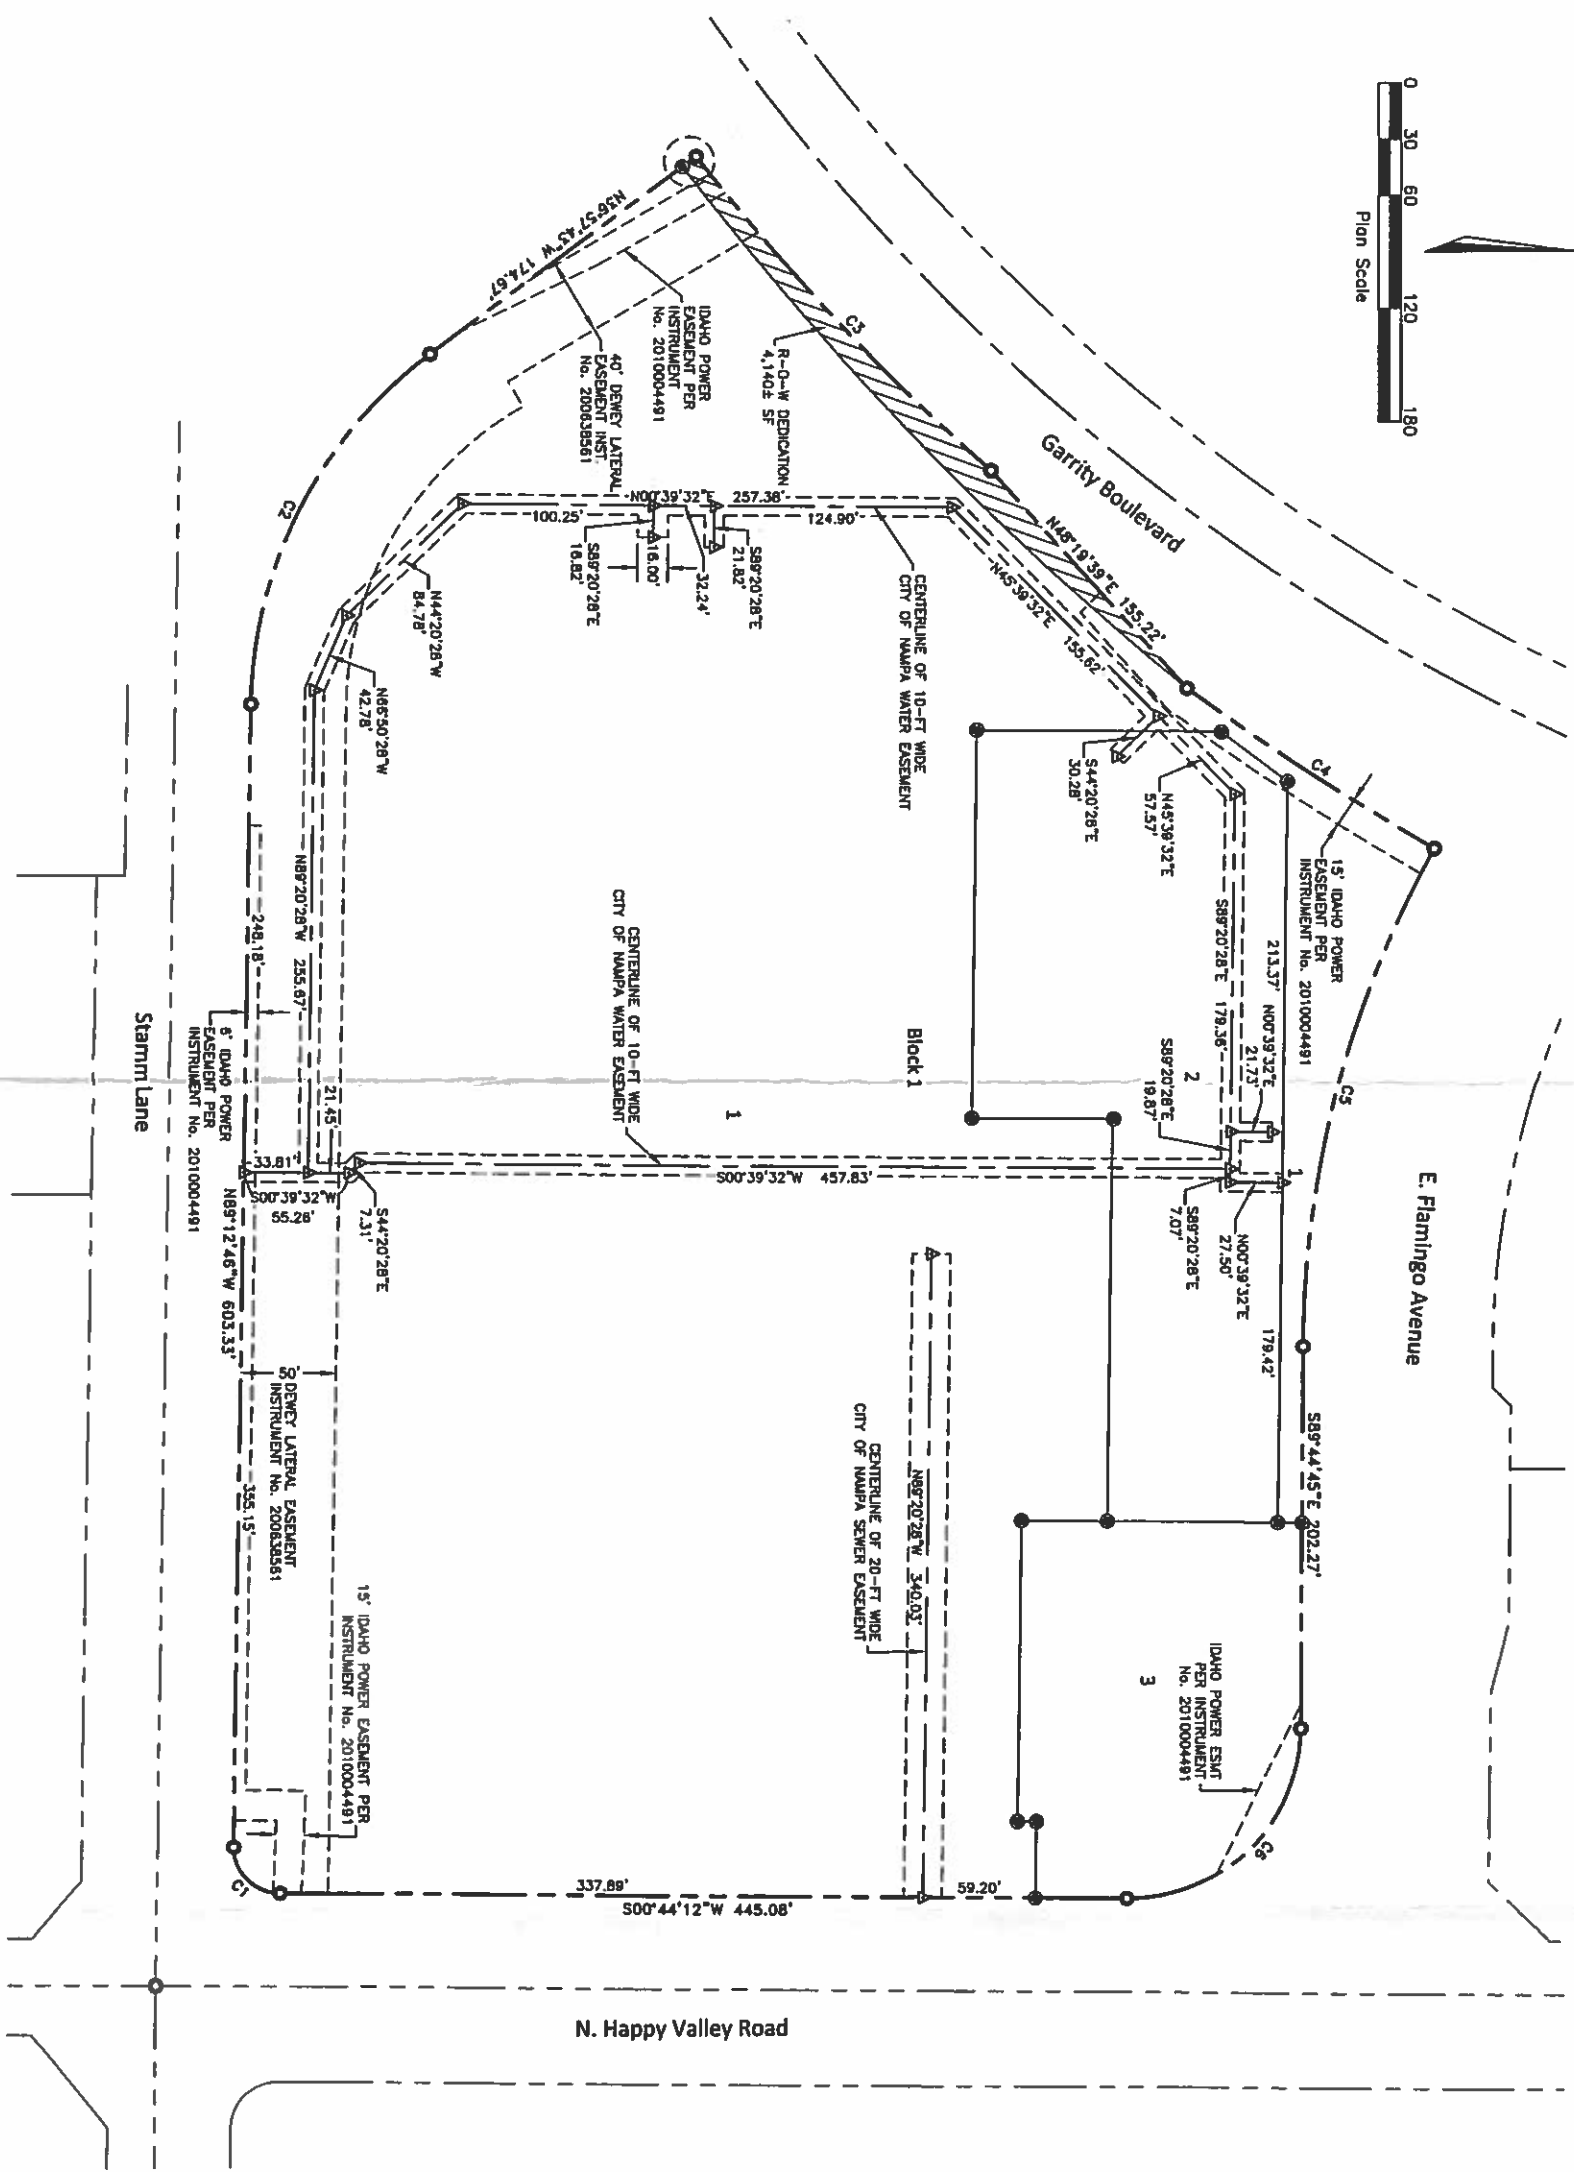 0
30
60
120
180
Plan Scale
Garrity Boulevard
E. Flamingo Avenue
Stamm Lane
N. Happy Valley Road
C3
N48°19'39"E 155.22'
C4
C5
S89°44'45"E 202.27'
C6
15' IDAHO POWER
EASEMENT PER
INSTRUMENT No. 2010004491
213.37'
179.42'
1
N00°39'32"E
21.73'
S89°20'28"E 179.36'
2
S89°20'28"E
19.87'
N00°39'32"E
27.50'
S89°20'28"E
7.07'
N45°39'32"E
57.57'
S44°20'28"E
30.28'
N45°39'32"E 155.62'
IDAHO POWER ESMT
PER INSTRUMENT
No. 2010004491
3
CENTERLINE OF 10-FT WIDE
CITY OF NAMPA WATER EASEMENT
Block 1
1
R-O-W DEDICATION
4,140± SF
IDAHO POWER
EASEMENT PER
INSTRUMENT
No. 2010004491
40' DEWEY LATERAL
EASEMENT INST.
No. 200638561
N00°39'32"E 257.38'
124.90'
100.25'
S89°20'28"E
21.82'
32.24'
16.00'
S89°20'28"E
16.82'
N44°20'28"W
84.78'
N66°50'28"W
42.78'
N36°57'43"W 174.67'
C2
CENTERLINE OF 10-FT WIDE
CITY OF NAMPA WATER EASEMENT
S00°39'32"W 457.83'
CENTERLINE OF 20-FT WIDE
CITY OF NAMPA SEWER EASEMENT
N89°20'28"W 340.03'
59.20'
337.89'
S00°44'12"W 445.08'
N89°20'28"W 255.67'
21.45'
S44°20'28"E
7.31'
33.81'
S00°39'32"W
55.26'
248.18'
6' IDAHO POWER
EASEMENT PER
INSTRUMENT No. 2010004491
N89°12'46"W 603.33'
50'
DEWEY LATERAL EASEMENT
INSTRUMENT No. 200638561
355.15'
15' IDAHO POWER EASEMENT PER
INSTRUMENT No. 2010004491
C1